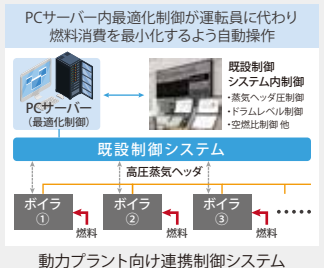 PCサーバー内最適化制御が運転員に代わり
燃料消費を最小化するよう自動操作
PCサーバー
(最適化制御)
既設制御
システム内制御
・蒸気ヘッダ圧制御
・ドラムレベル制御
・空燃比制御 他
既設制御システム
高圧蒸気ヘッダ
ボイラ
①
燃料
ボイラ
②
燃料
ボイラ
③
燃料
動力プラント向け連携制御システム